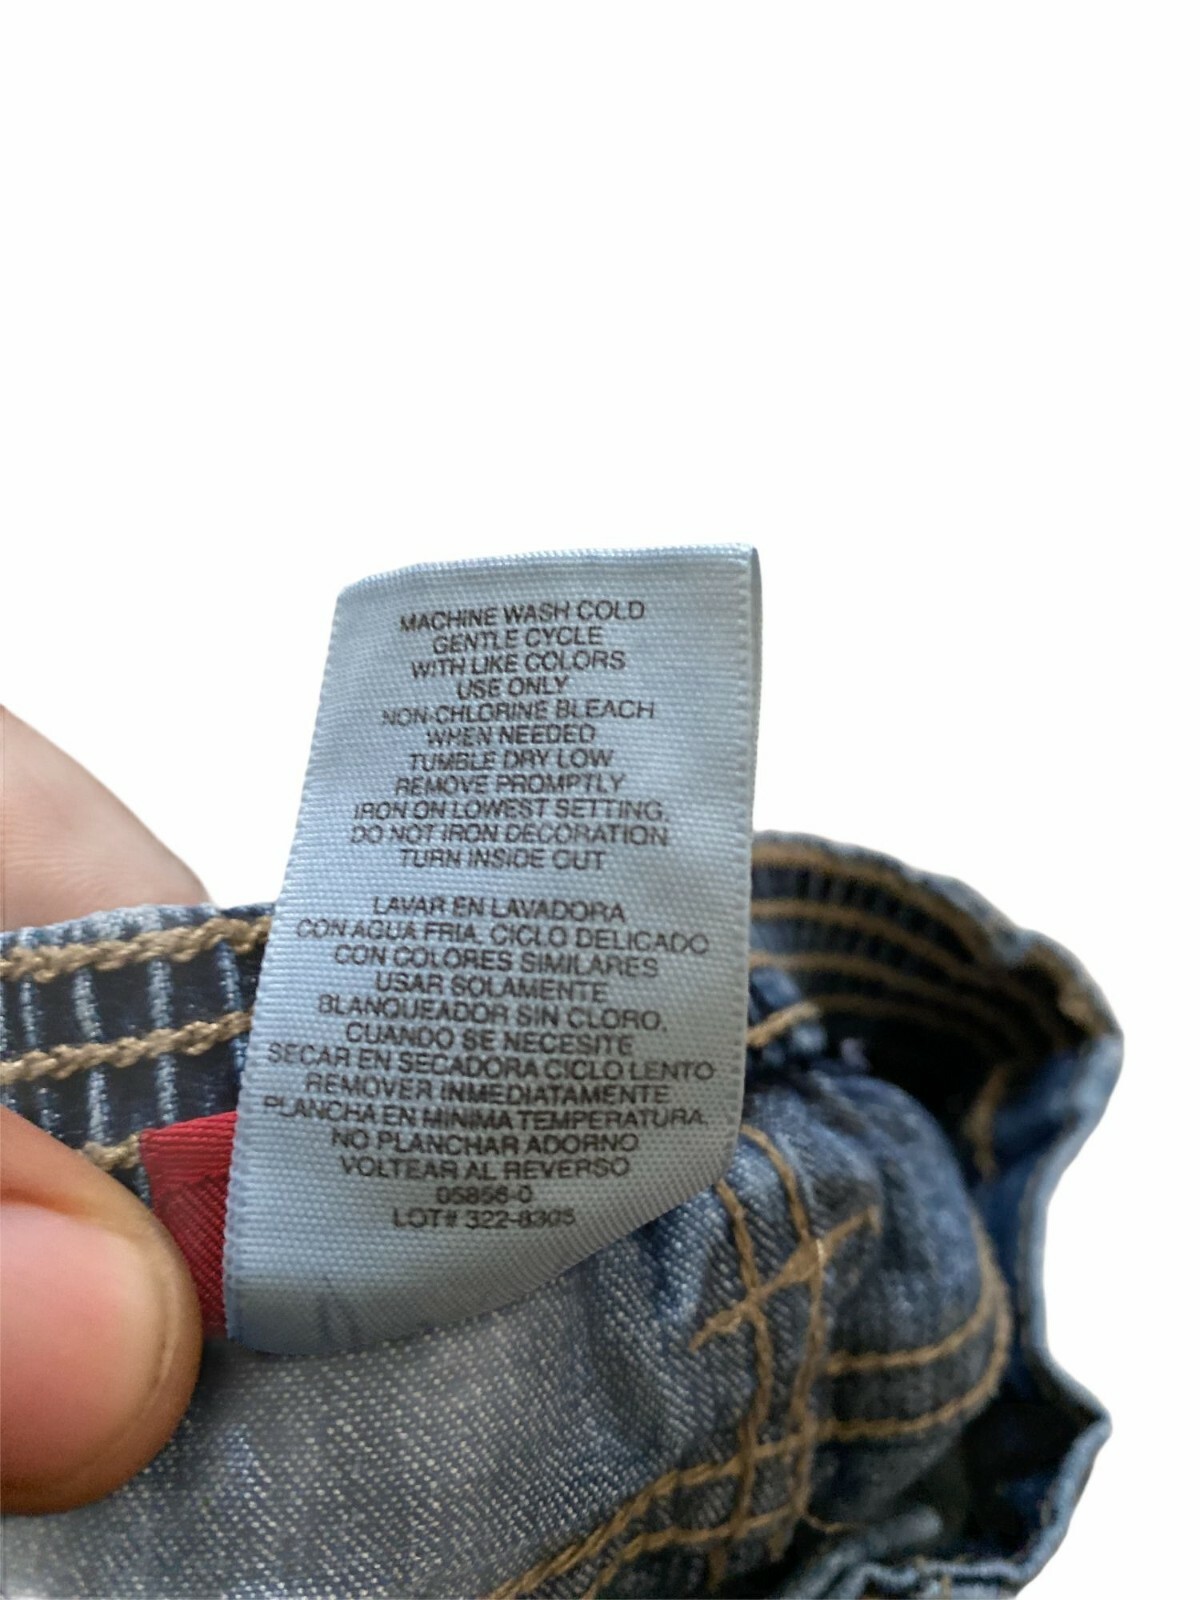 MACHINE WASH COLD
GENTLE CYCLE
WITH LIKE COLORS
USE ONLY
NON-CHLORINE BLEACH
WHEN NEEDED
TUMBLE DRY LOW
REMOVE PROMPTLY
IRON ON LOWEST SETTING,
DO NOT IRON DECORATION
TURN INSIDE OUT
LAVAR EN LAVADORA
CON AGUA FRIA, CICLO DELICADO
CON COLORES SIMILARES
USAR SOLAMENTE
BLANQUEADOR SIN CLORO,
CUANDO SE NECESITE
SECAR EN SECADORA CICLO LENTO
REMOVER INMEDIATAMENTE
PLANCHA EN MINIMA TEMPERATURA,
NO PLANCHAR ADORNO
VOLTEAR AL REVERSO
05856-0
LOT# 322-8305